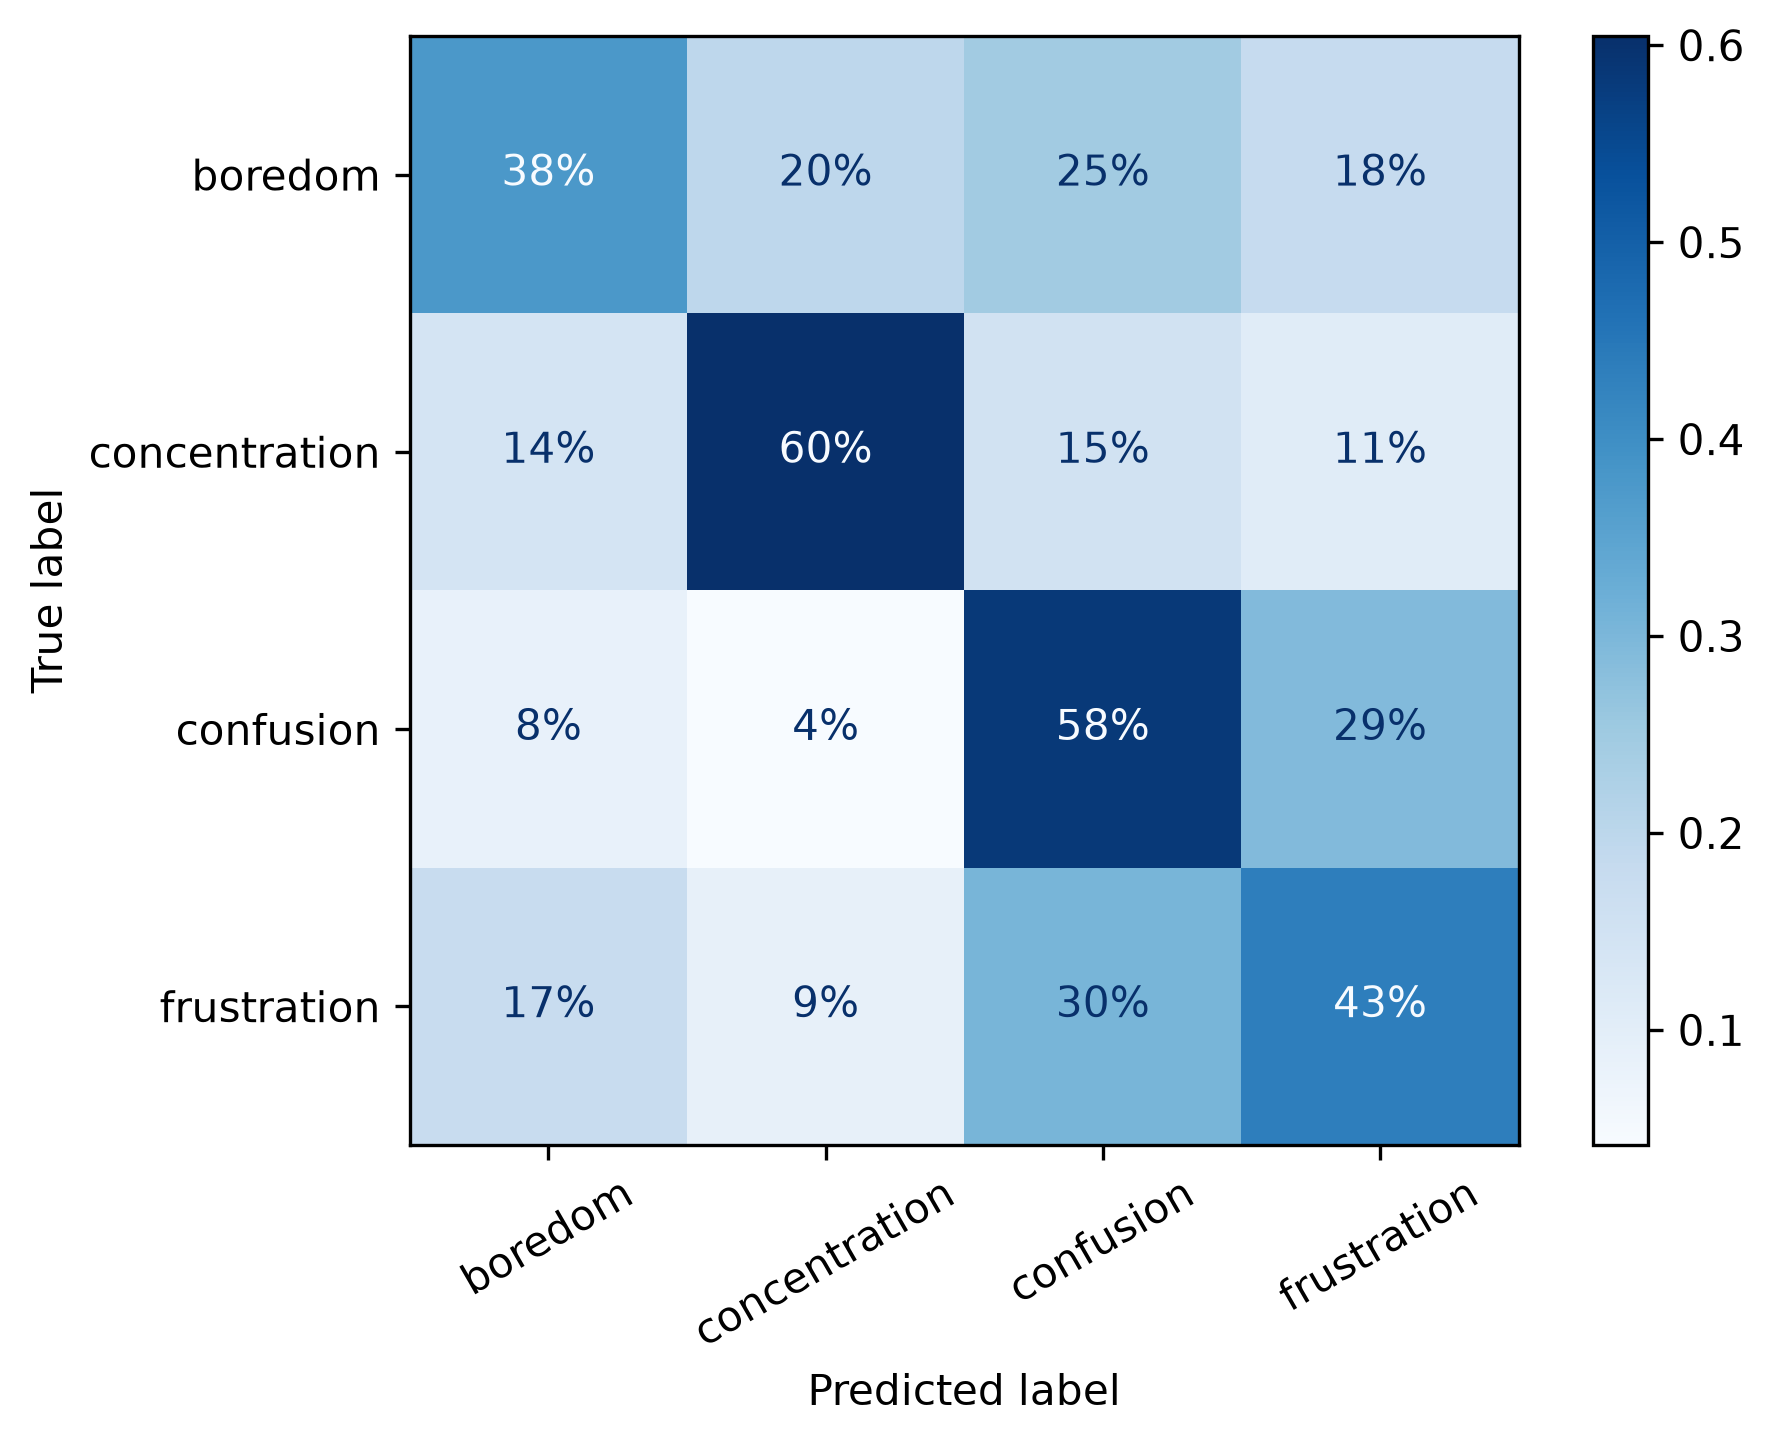 boredom
38% 20% 25% 18%
concentration
14% 60% 15% 11%
confusion
8% 4% 58% 29%
frustration
17% 9% 30% 43%
True label
boredom
concentration
confusion
frustration
Predicted label
0.6
0.5
0.4
0.3
0.2
0.1